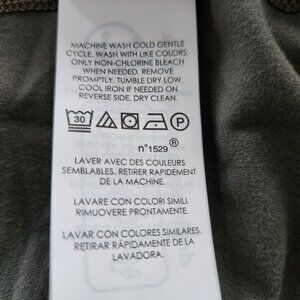 MACHINE WASH COLD GENTLE
CYCLE. WASH WITH LIKE COLORS.
ONLY NON-CHLORINE BLEACH
WHEN NEEDED. REMOVE
PROMPTLY. TUMBLE DRY LOW.
COOL IRON IF NEEDED ON
REVERSE SIDE. DRY CLEAN.
30 P
n°1529®
LAVER AVEC DES COULEURS
SEMBLABLES. RETIRER RAPIDEMENT
DE LA MACHINE.
LAVARE CON COLORI SIMILI.
RIMUOVERE PRONTAMENTE.
LAVAR CON COLORES SIMILARES.
RETIRAR RÁPIDAMENTE DE LA
LAVADORA.